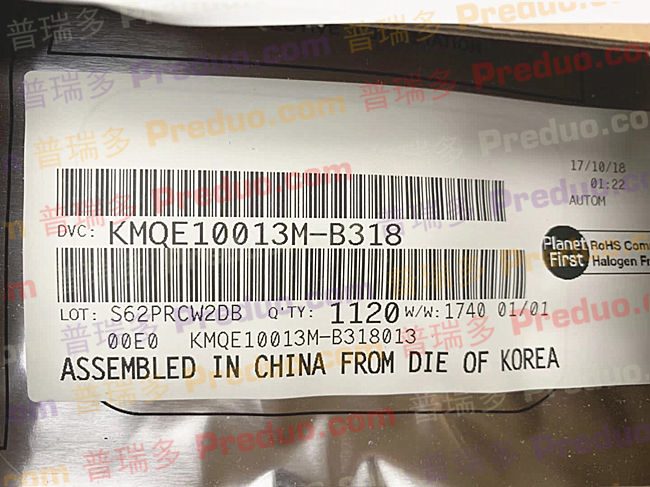 17/10/18
01:22
AUTOM
DVC: KMQE10013M-B318
Planet First RoHS Com
Halogen Fr
LOT: S62PRCW2DB Q'TY: 1120 W/W: 1740 01/01
00E0 KMQE10013M-B318013
ASSEMBLED IN CHINA FROM DIE OF KOREA
普瑞多 Preduo.com